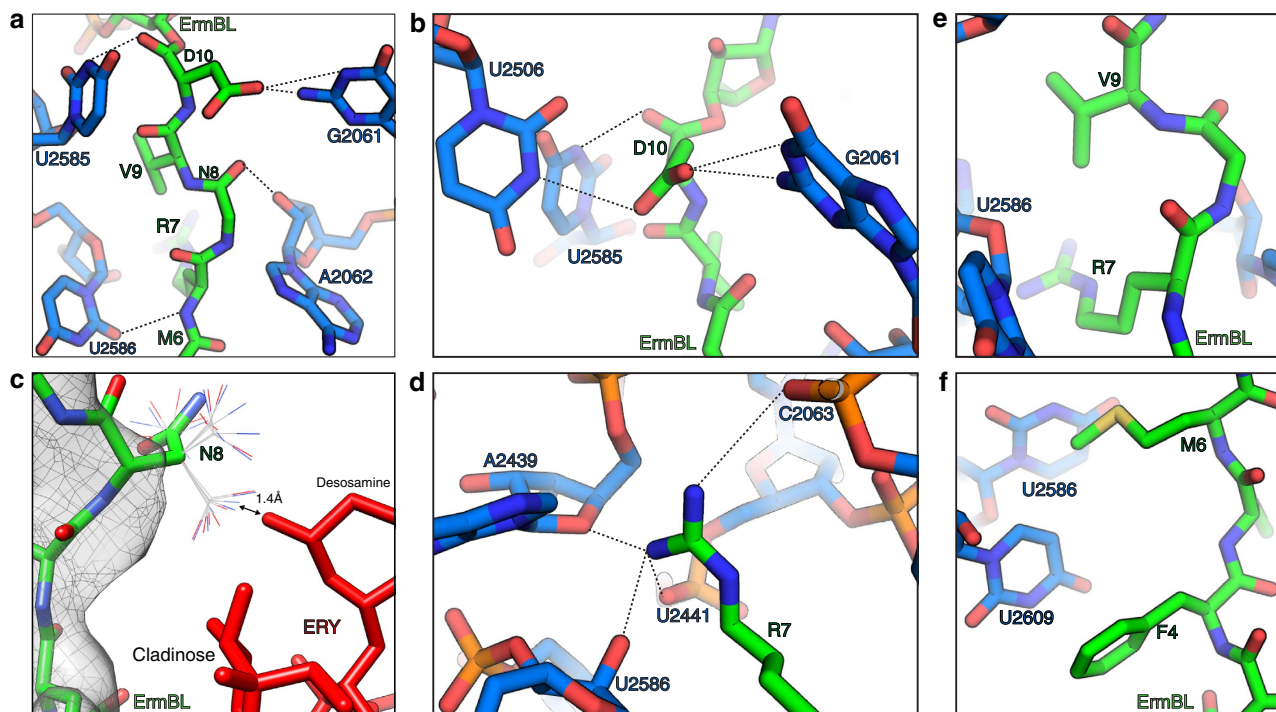 a
ErmBL
D10
G2061
U2585
V9
N8
R7
A2062
M6
U2586
b
U2506
D10
G2061
U2585
ErmBL
e
V9
U2586
R7
ErmBL
c
N8
1.4Å
Desosamine
ERY
Cladinose
ErmBL
d
C2063
A2439
U2441
R7
U2586
f
M6
U2586
U2609
F4
ErmBL